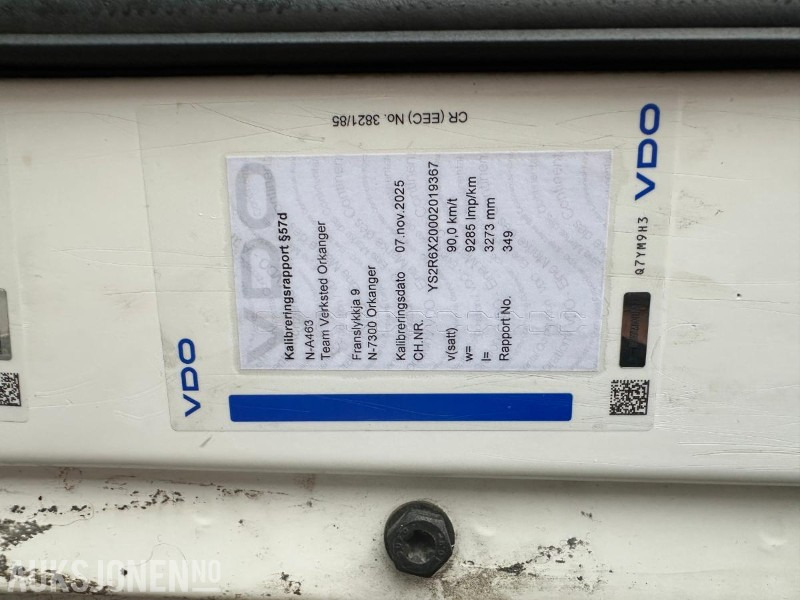 CR (EEC) No. 3821/85
VDO
VDO
Kalibreringsrapport §57d
N-A463
Team Verksted Orkanger
Franslykkja 9
N-7300 Orkanger
Kalibreringsdato 07.nov.2025
CH.NR. YS2R6X20002019367
v(satt) 90,0 km/t
w= 9285 Imp/km
l= 3273 mm
Rapport No. 349
Q7YM9H3
VDO
AUKSJONEN.NO